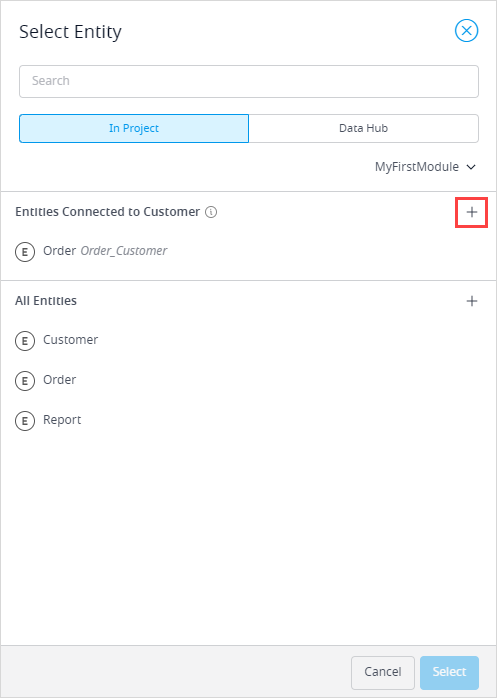 Select Entity
Search
In Project
Data Hub
MyFirstModule
Entities Connected to Customer
E Order Order_Customer
All Entities
E Customer
E Order
E Report
Cancel
Select